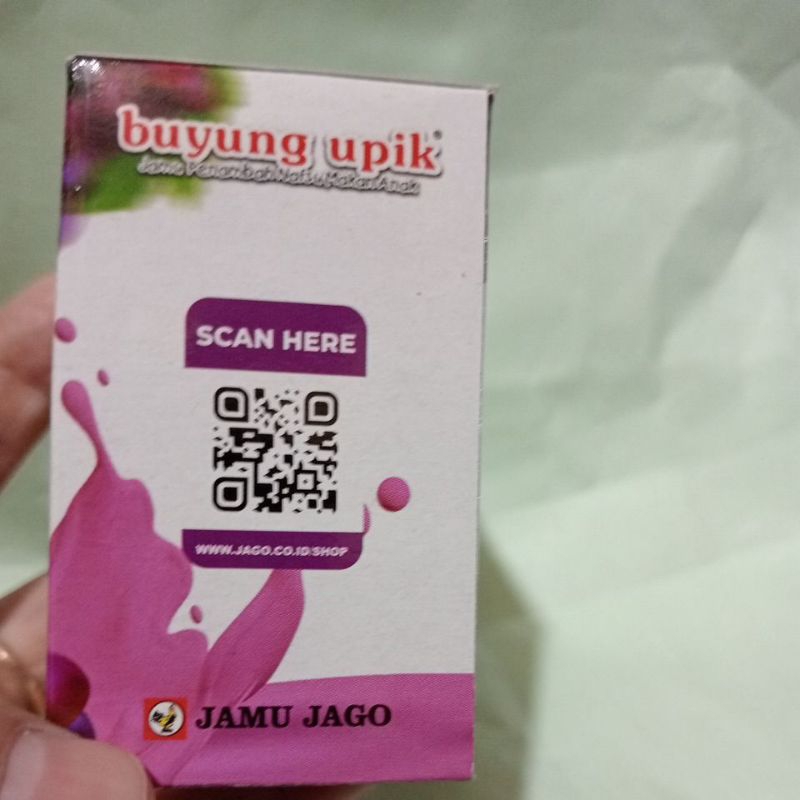 buyung upik®
Jamu Penambah Nafsu Makan Anak
SCAN HERE
WWW.JAGO.CO.ID/SHOP
JAMU JAGO